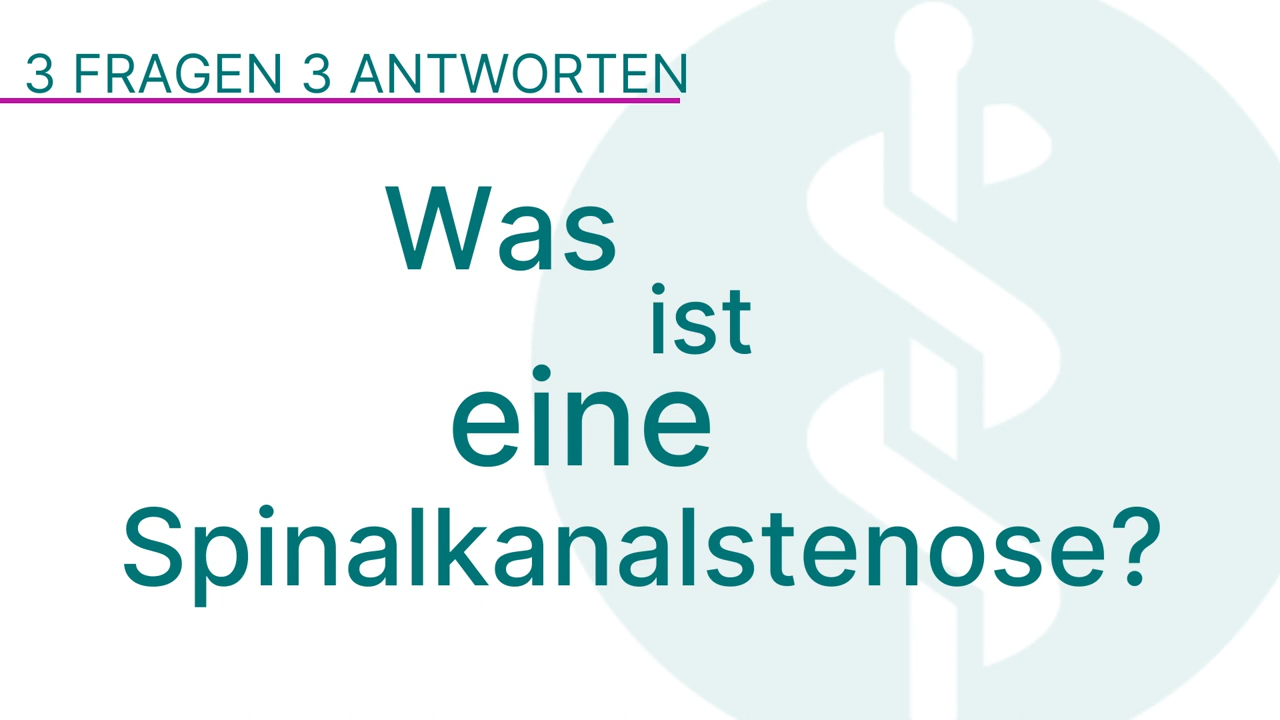 3 FRAGEN 3 ANTWORTEN
Was
ist
eine
Spinalkanalstenose?